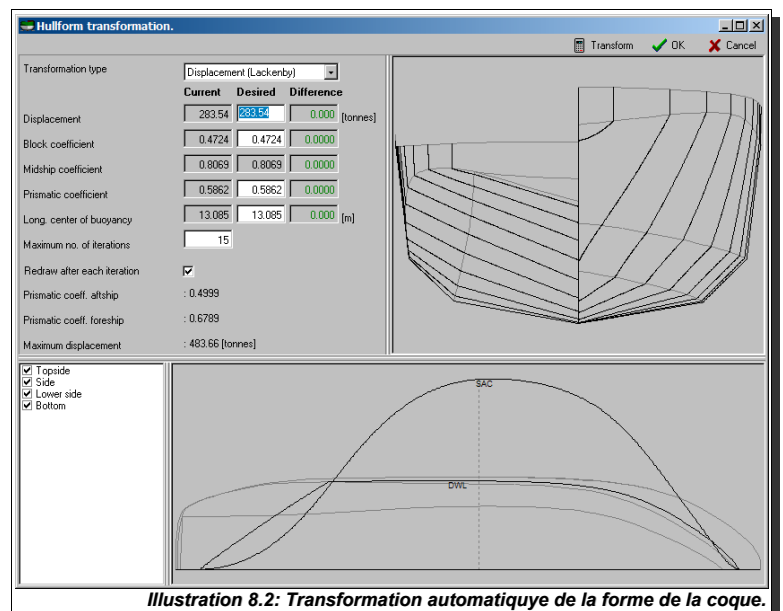 Hullform transformation.
Transform OK Cancel
Transformation type Displacement (Lackenby)
Current Desired Difference
Displacement 283.54 283.54 0.000 [tonnes]
Block coefficient 0.4724 0.4724 0.0000
Midship coefficient 0.8069 0.8069 0.0000
Prismatic coefficient 0.5862 0.5862 0.0000
Long. center of buoyancy 13.085 13.085 0.000 [m]
Maximum no. of iterations 15
Redraw after each iteration
Prismatic coeff. aftship : 0.4999
Prismatic coeff. foreship : 0.6789
Maximum displacement : 483.66 [tonnes]
Topside
Side
Lower side
Bottom
SAC
DWL
Illustration 8.2: Transformation automatiquye de la forme de la coque.